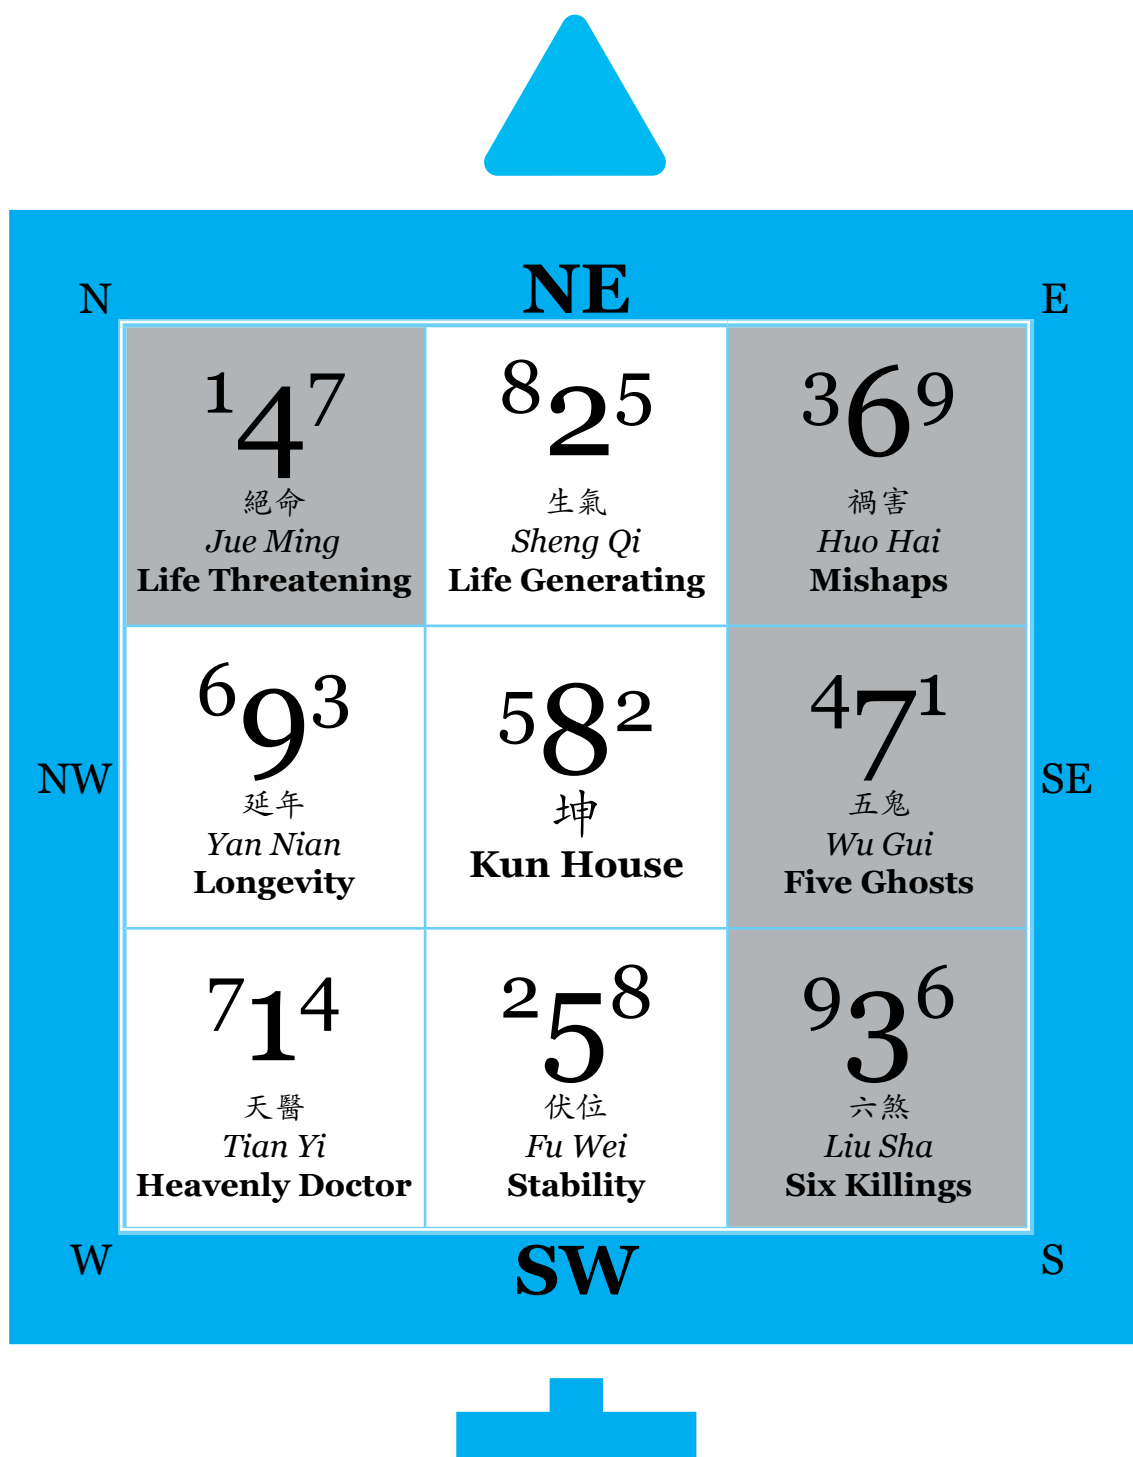 NE
N
E
147
825
369
絕命
生氣
禍害
Jue Ming
Sheng Qi
Huo Hai
Life Threatening
Life Generating
Mishaps
693
582
471
延年
坤
五鬼
Yan Nian
Kun House
Wu Gui
Longevity
Five Ghosts
NW
SE
714
258
936
天醫
伏位
六煞
Tian Yi
Fu Wei
Liu Sha
Heavenly Doctor
Stability
Six Killings
W
SW
S